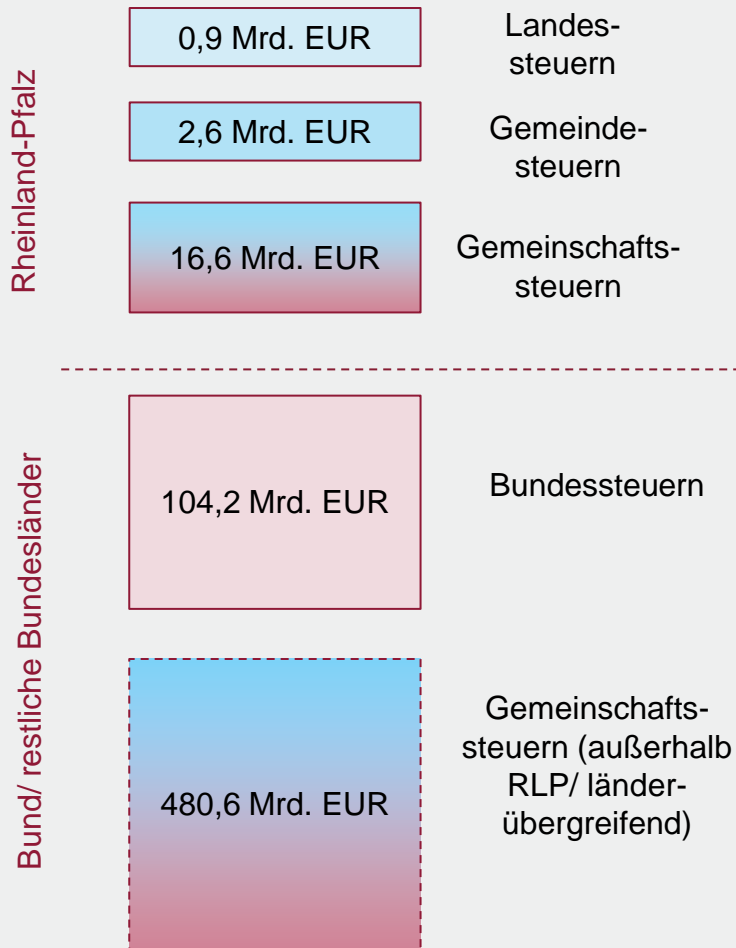 Rheinland-Pfalz
0,9 Mrd. EUR
Landes-
steuern
2,6 Mrd. EUR
Gemeinde-
steuern
16,6 Mrd. EUR
Gemeinschafts-
steuern
Bund/ restliche Bundesländer
104,2 Mrd. EUR
Bundessteuern
480,6 Mrd. EUR
Gemeinschafts-
steuern (außerhalb
RLP/ länder-
übergreifend)